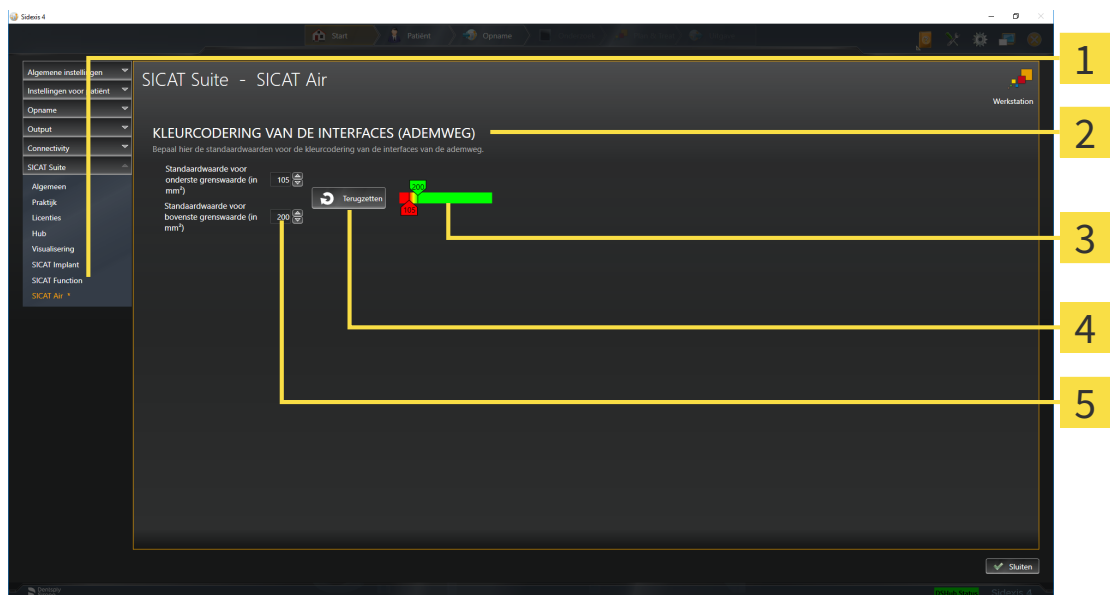 Sidexis 4
Start
Patiënt
Opname
1
Algemene instellingen
Instellingen voor patiënt
Opname
Output
Connectivity
SICAT Suite
Algemeen
Praktijk
Licenties
Hub
Visualisering
SICAT Implant
SICAT Function
SICAT Air *
SICAT Suite - SICAT Air
Werkstation
KLEURCODERING VAN DE INTERFACES (ADEMWEG)
2
Bepaal hier de standaardwaarden voor de kleurcodering van de interfaces van de ademweg.
Standaardwaarde voor
onderste grenswaarde (in
mm²)
105
Standaardwaarde voor
bovenste grenswaarde (in
mm²)
200
Terugzetten
200
105
3
4
5
Sluiten
Sidexis 4